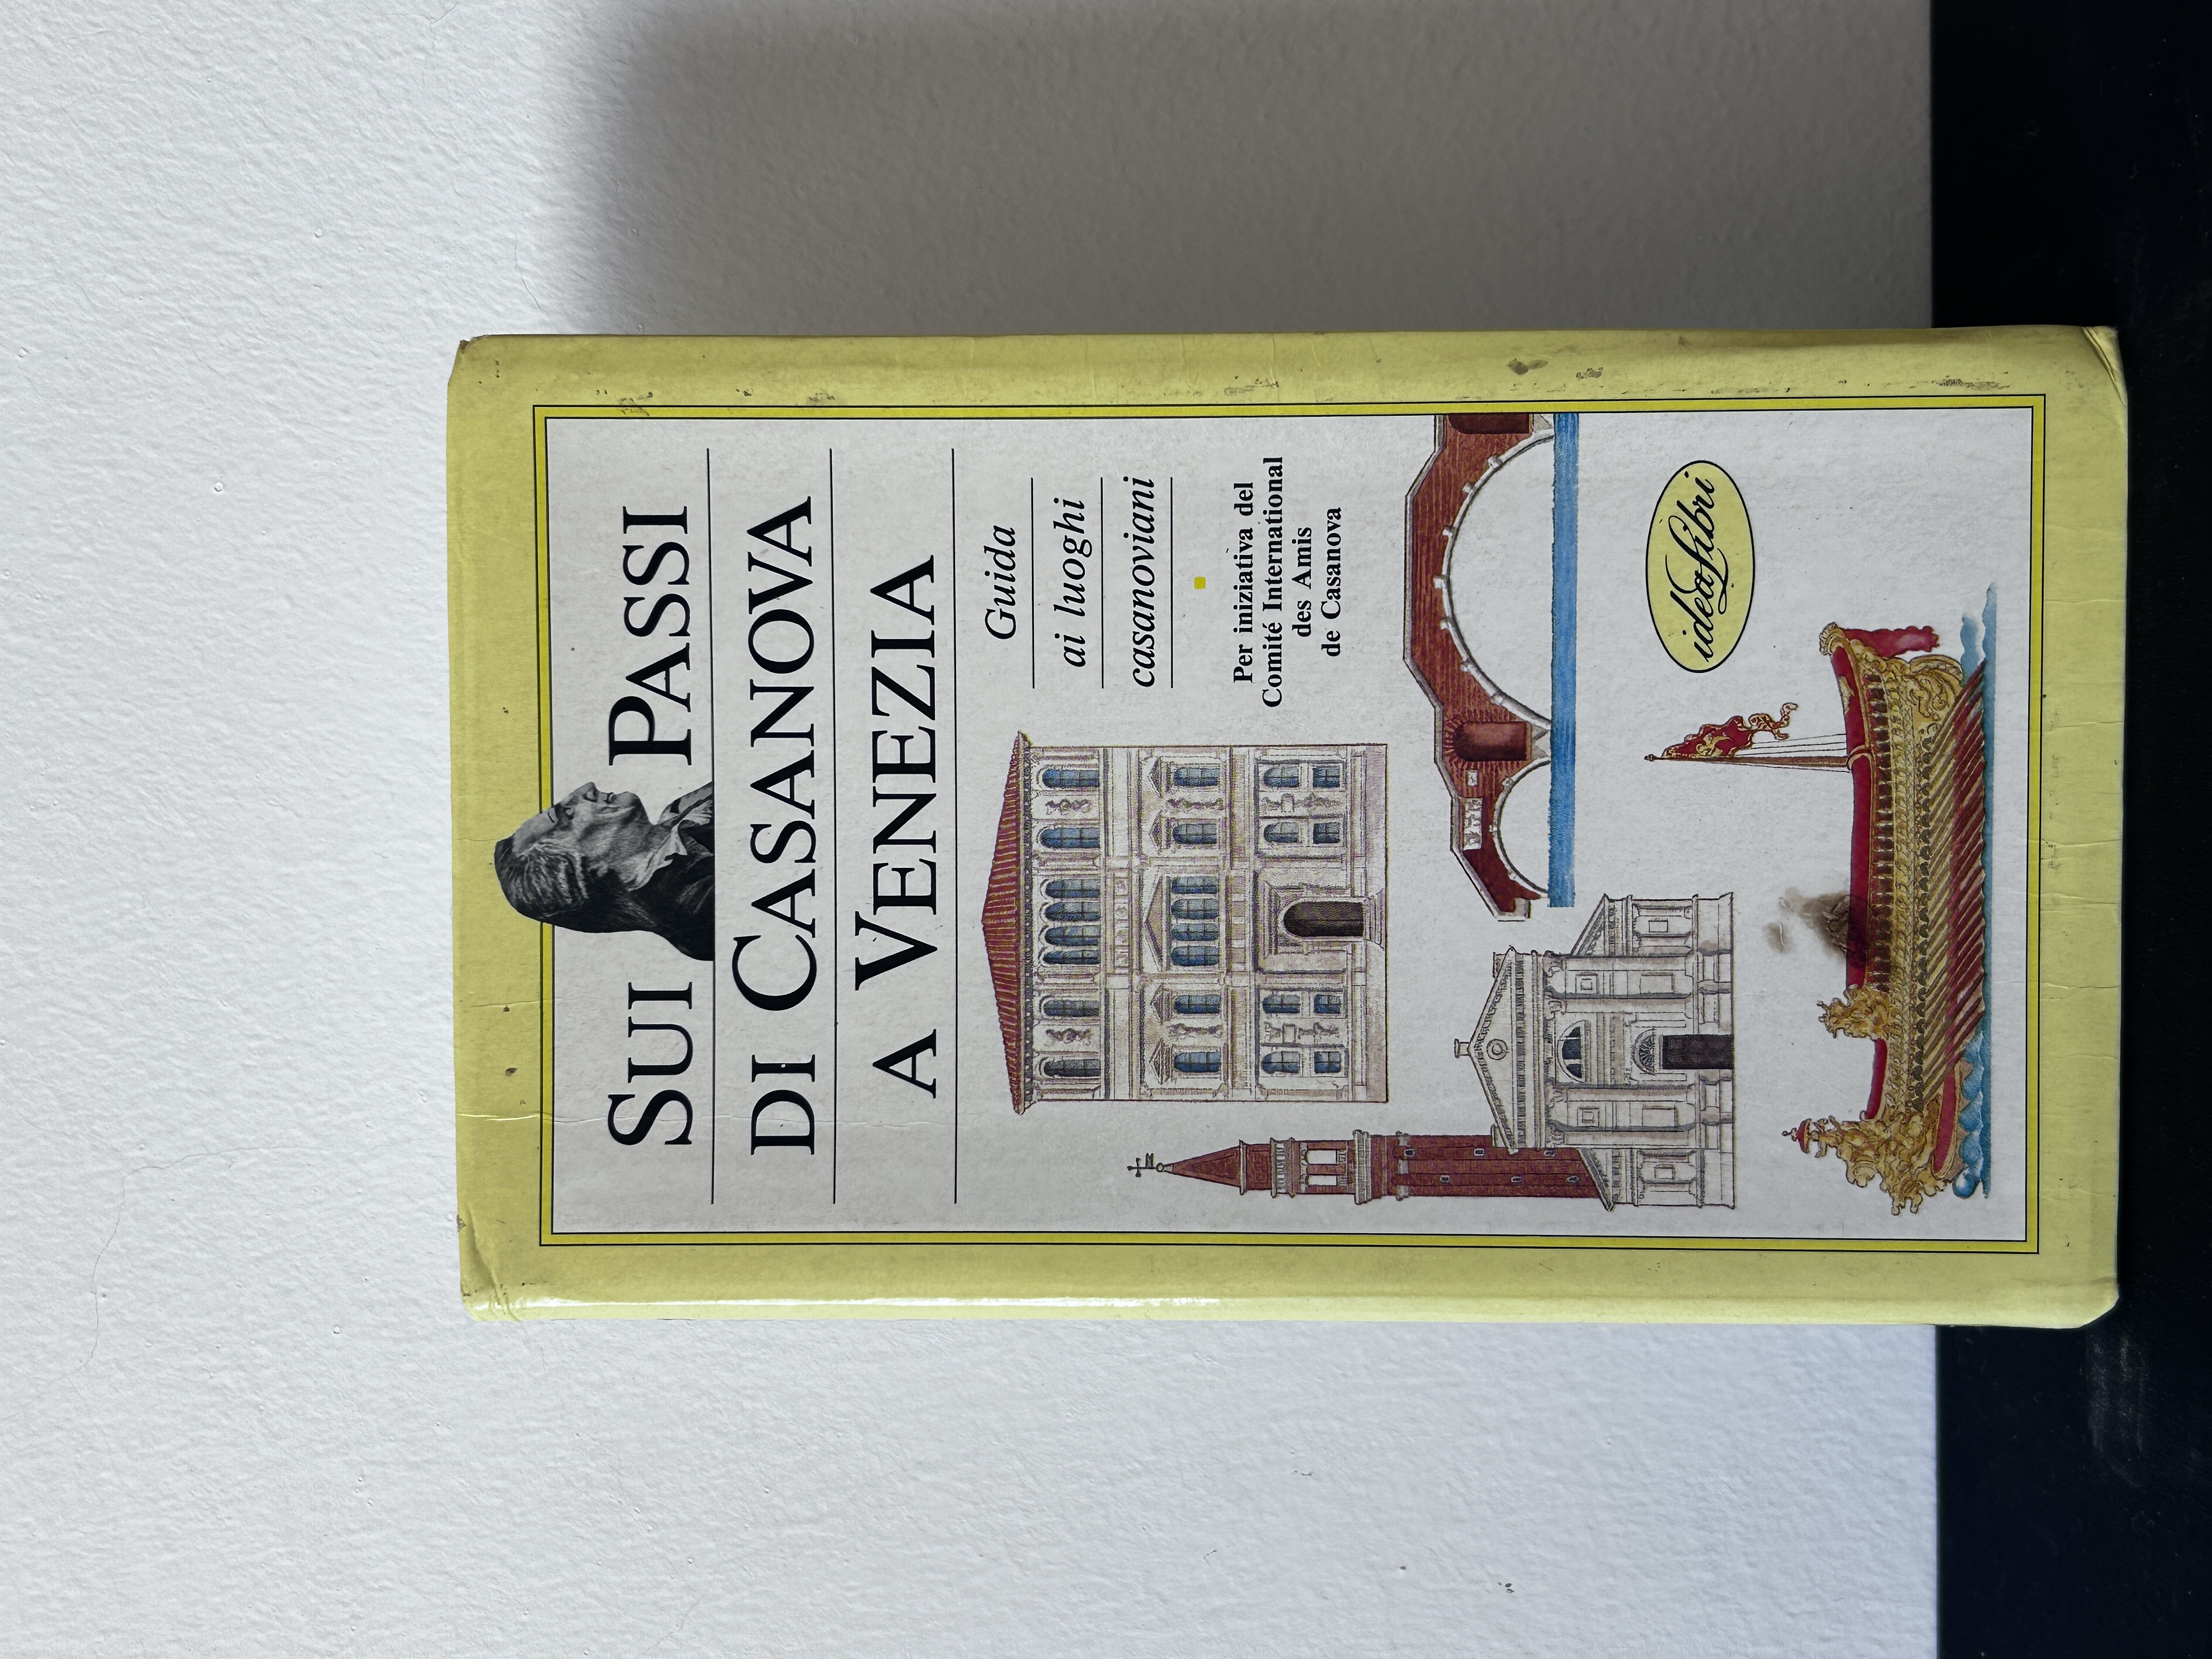 SUI PASSI
DI CASANOVA
A VENEZIA
Guida
ai luoghi
casanoviani
Per iniziativa del
Comité International
des Amis
de Casanova
idealibri